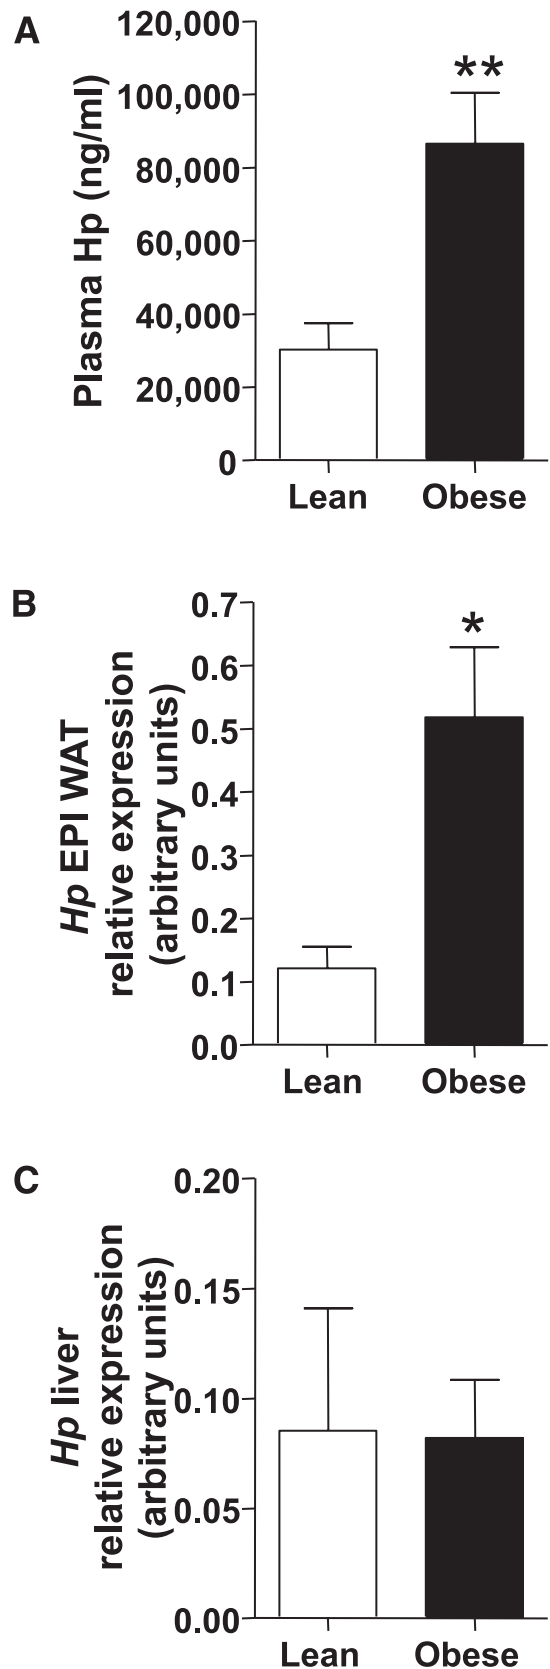 A
Plasma Hp (ng/ml)
120,000
100,000
80,000
60,000
40,000
20,000
0
**
Lean Obese
B
Hp EPI WAT
relative expression
(arbitrary units)
0.7
0.6
0.5
0.4
0.3
0.2
0.1
0.0
*
Lean Obese
C
Hp liver
relative expression
(arbitrary units)
0.20
0.15
0.10
0.05
0.00
Lean Obese